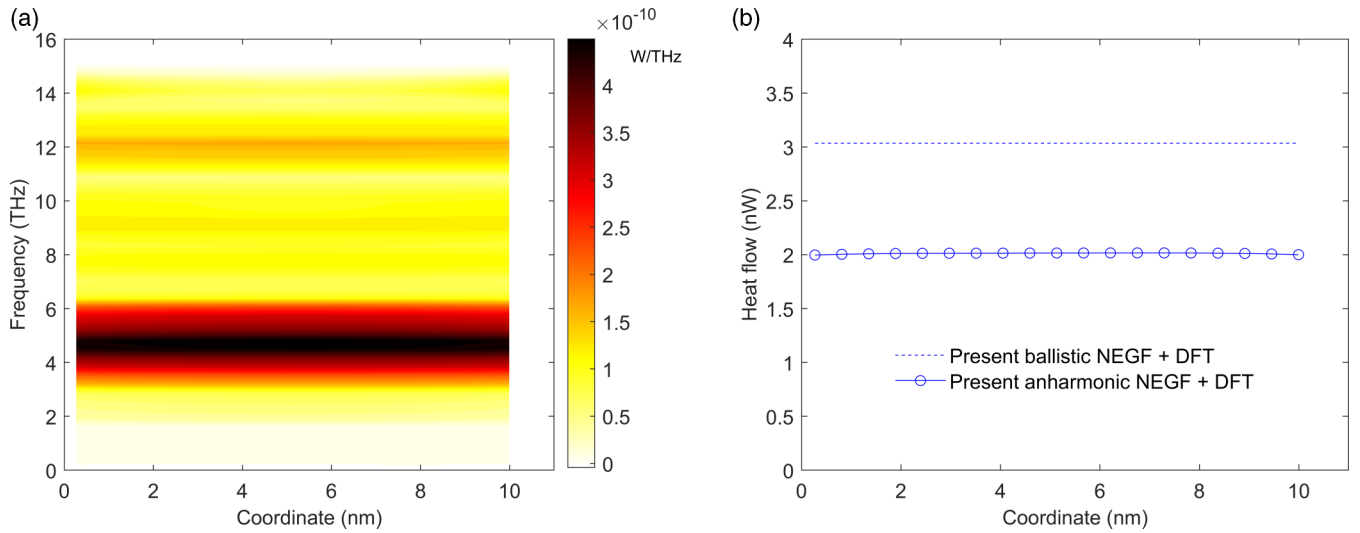 (a)
×10⁻¹⁰
W/THz
16
14
12
10
8
6
4
2
0
Frequency (THz)
0 2 4 6 8 10
Coordinate (nm)
4
3.5
3
2.5
2
1.5
1
0.5
0
(b)
4
3.5
3
2.5
2
1.5
1
0.5
0
Heat flow (nW)
Present ballistic NEGF + DFT
Present anharmonic NEGF + DFT
0 2 4 6 8 10
Coordinate (nm)